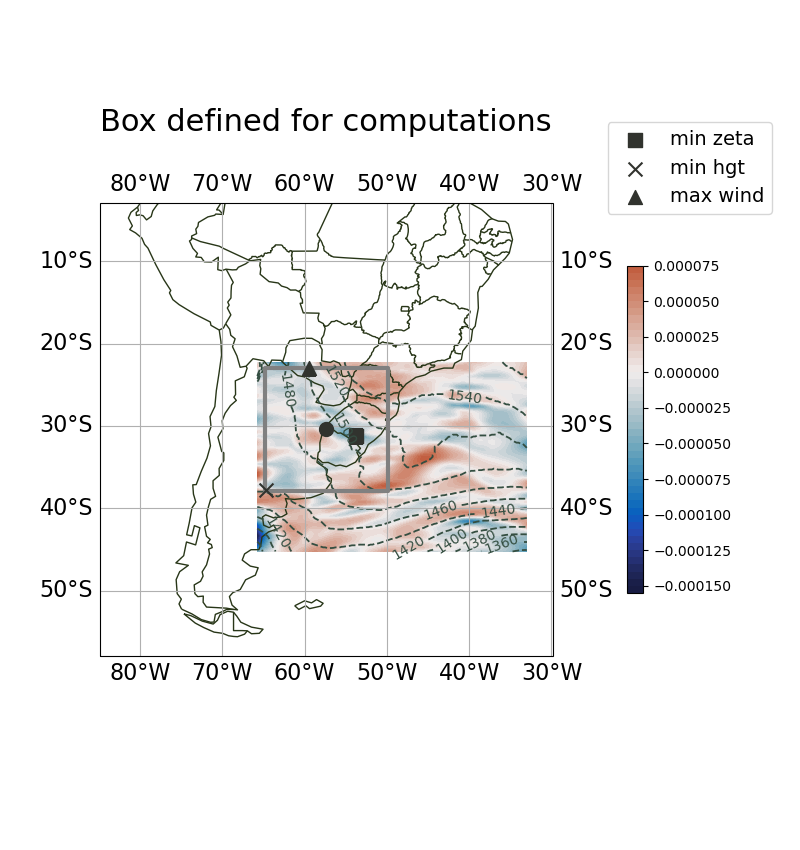 Box defined for computations
min zeta
min hgt
max wind
80°W 70°W 60°W 50°W 40°W 30°W
10°S 10°S
20°S 20°S
30°S 30°S
40°S 40°S
50°S 50°S
80°W 70°W 60°W 50°W 40°W 30°W
1480
1520
1540
1460
1440
1420
1400
1380
1360
0.000075
0.000050
0.000025
0.000000
−0.000025
−0.000050
−0.000075
−0.000100
−0.000125
−0.000150